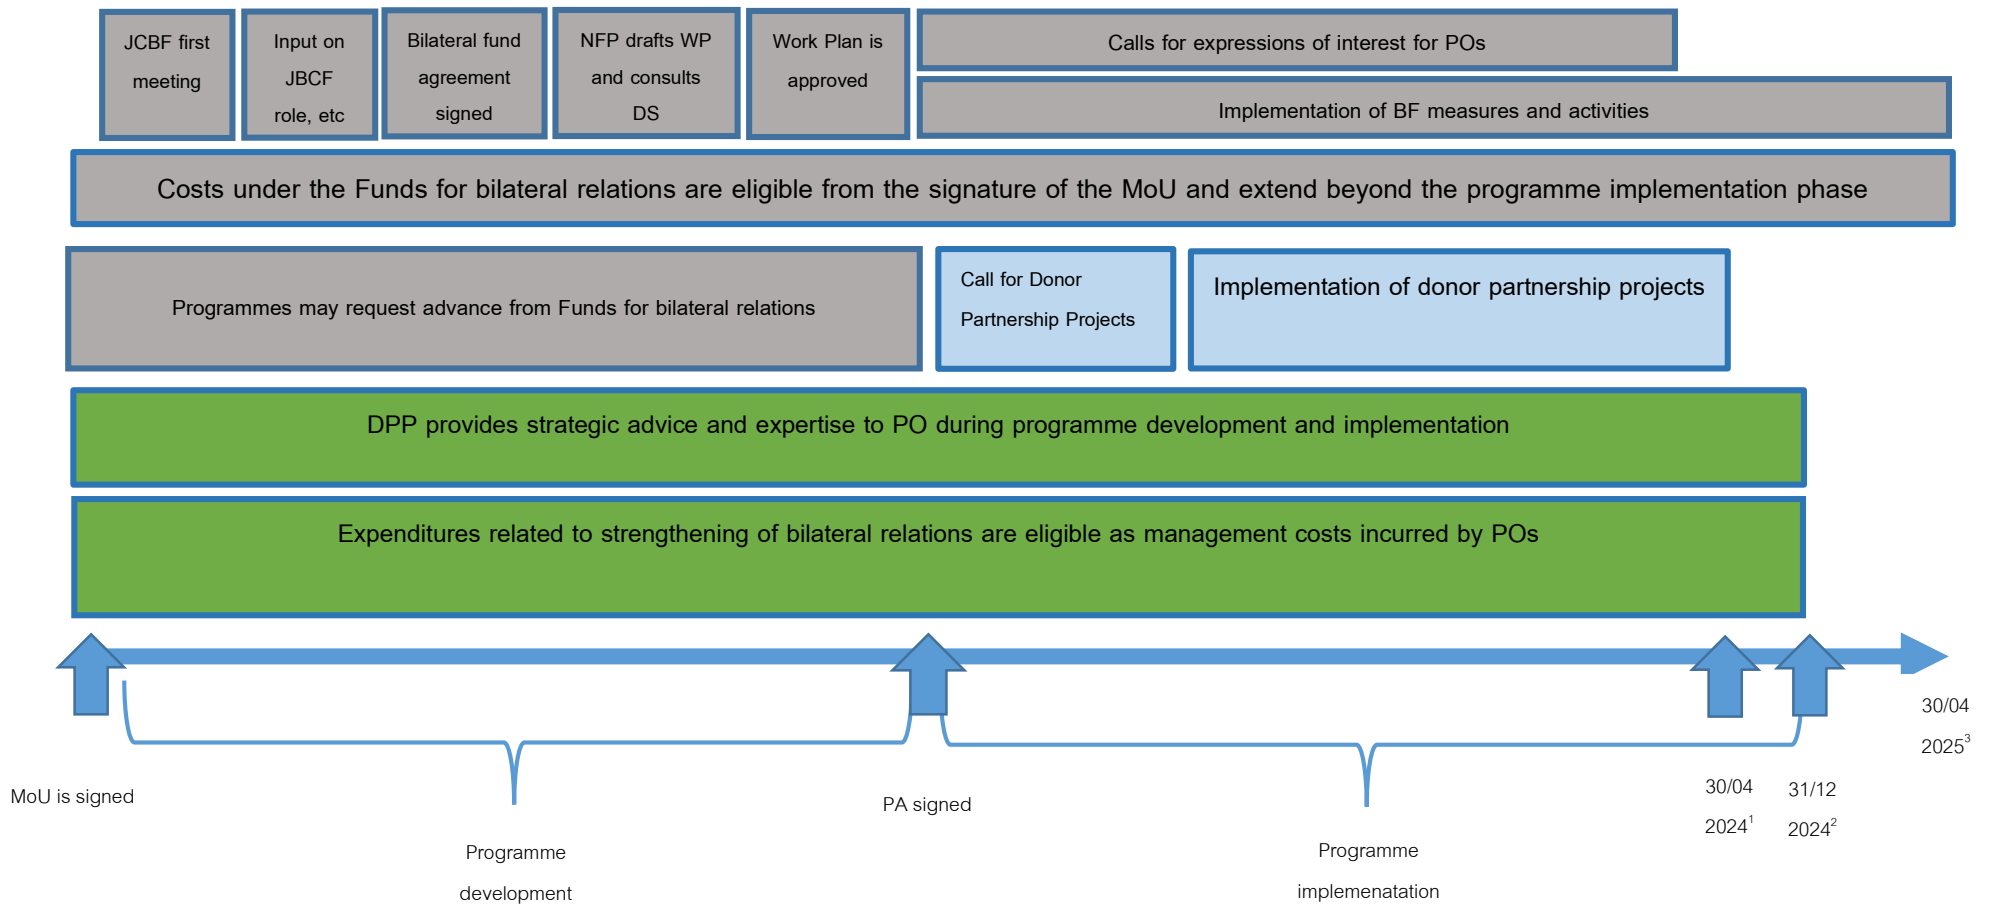 JCBF first
meeting
Input on
JBCF
role, etc
Bilateral fund
agreement
signed
NFP drafts WP
and consults
DS
Work Plan is
approved
Calls for expressions of interest for POs
Implementation of BF measures and activities
Costs under the Funds for bilateral relations are eligible from the signature of the MoU and extend beyond the programme implementation phase
Programmes may request advance from Funds for bilateral relations
Call for Donor
Partnership Projects
Implementation of donor partnership projects
DPP provides strategic advice and expertise to PO during programme development and implementation
Expenditures related to strengthening of bilateral relations are eligible as management costs incurred by POs
MoU is signed
Programme
development
PA signed
Programme
implemenatation
30/04
2024¹
31/12
2024²
30/04
2025³